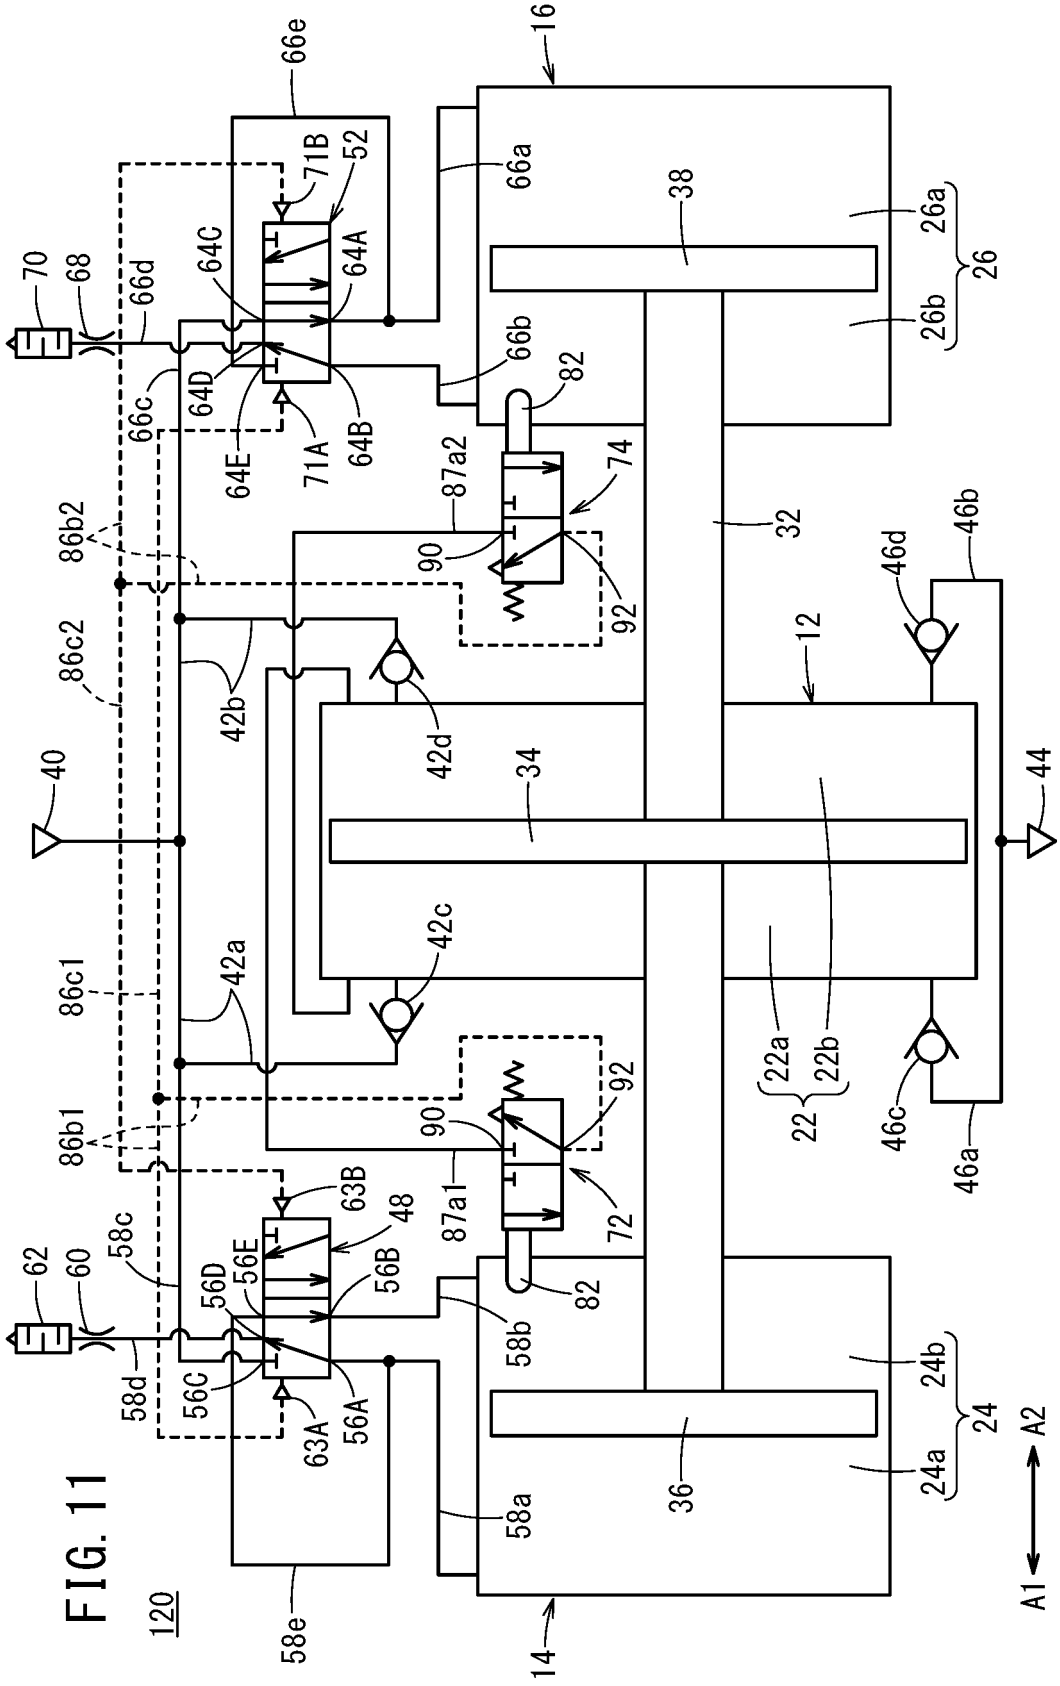 FIG. 11
120
62
60
58d
58c
56D
56E
56C
63A
56A
63B
48
56B
58e
58a
58b
86b1
86c1
42a
40
86c2
42b
86b2
66c
70
68
66d
64C
64D
64E
71A
64B
71B
52
64A
66e
66a
66b
87a1
90
72
92
82
42c
42d
34
87a2
90
74
92
82
32
12
38
36
14
24a
24b
24
22a
22b
22
46c
46a
46d
46b
44
26b
26a
26
16
A1
A2